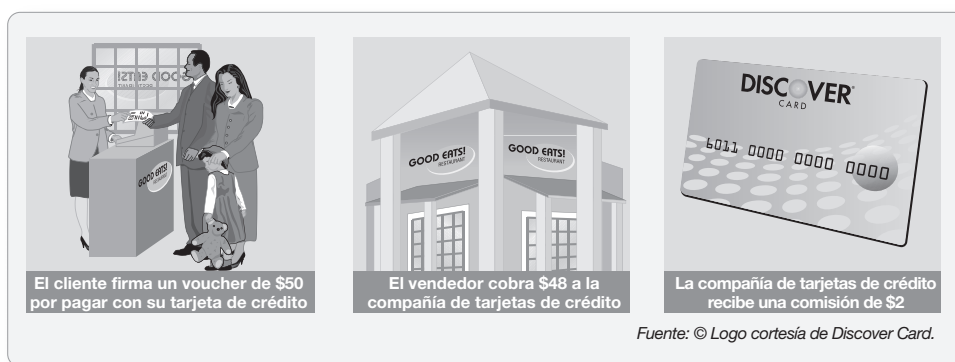 GOOD EATS!
RESTAURANT
GOOD EATS!
El cliente firma un voucher de $50
por pagar con su tarjeta de crédito
GOOD EATS!
RESTAURANT
GOOD EATS!
RESTAURANT
El vendedor cobra $48 a la
compañía de tarjetas de crédito
DISCOVER®
CARD
6011 0000 0000 0000
La compañía de tarjetas de crédito
recibe una comisión de $2
Fuente: © Logo cortesía de Discover Card.